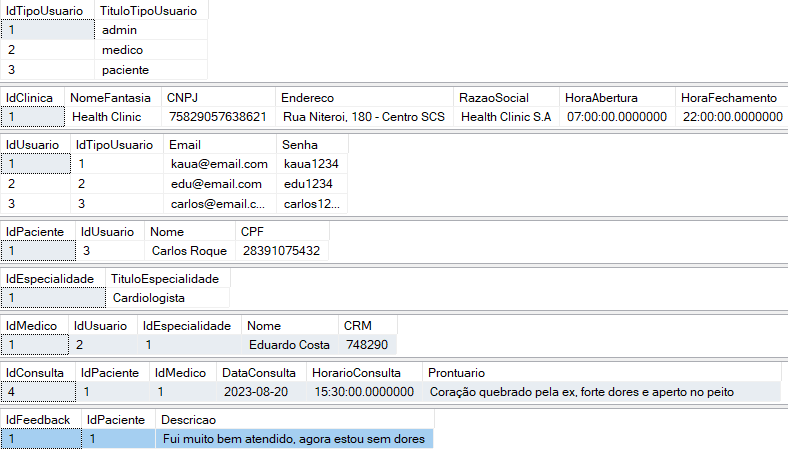 IdTipoUsuario TituloTipoUsuario
1 admin
2 medico
3 paciente
IdClinica NomeFantasia CNPJ Endereco RazaoSocial HoraAbertura HoraFechamento
1 Health Clinic 75829057638621 Rua Niteroi, 180 - Centro SCS Health Clinic S.A 07:00:00.0000000 22:00:00.0000000
IdUsuario IdTipoUsuario Email Senha
1 1 kaua@email.com kaua1234
2 2 edu@email.com edu1234
3 3 carlos@email.c... carlos12...
IdPaciente IdUsuario Nome CPF
1 3 Carlos Roque 28391075432
IdEspecialidade TituloEspecialidade
1 Cardiologista
IdMedico IdUsuario IdEspecialidade Nome CRM
1 2 1 Eduardo Costa 748290
IdConsulta IdPaciente IdMedico DataConsulta HorarioConsulta Prontuario
4 1 1 2023-08-20 15:30:00.0000000 Coração quebrado pela ex, forte dores e aperto no peito
IdFeedback IdPaciente Descricao
1 1 Fui muito bem atendido, agora estou sem dores